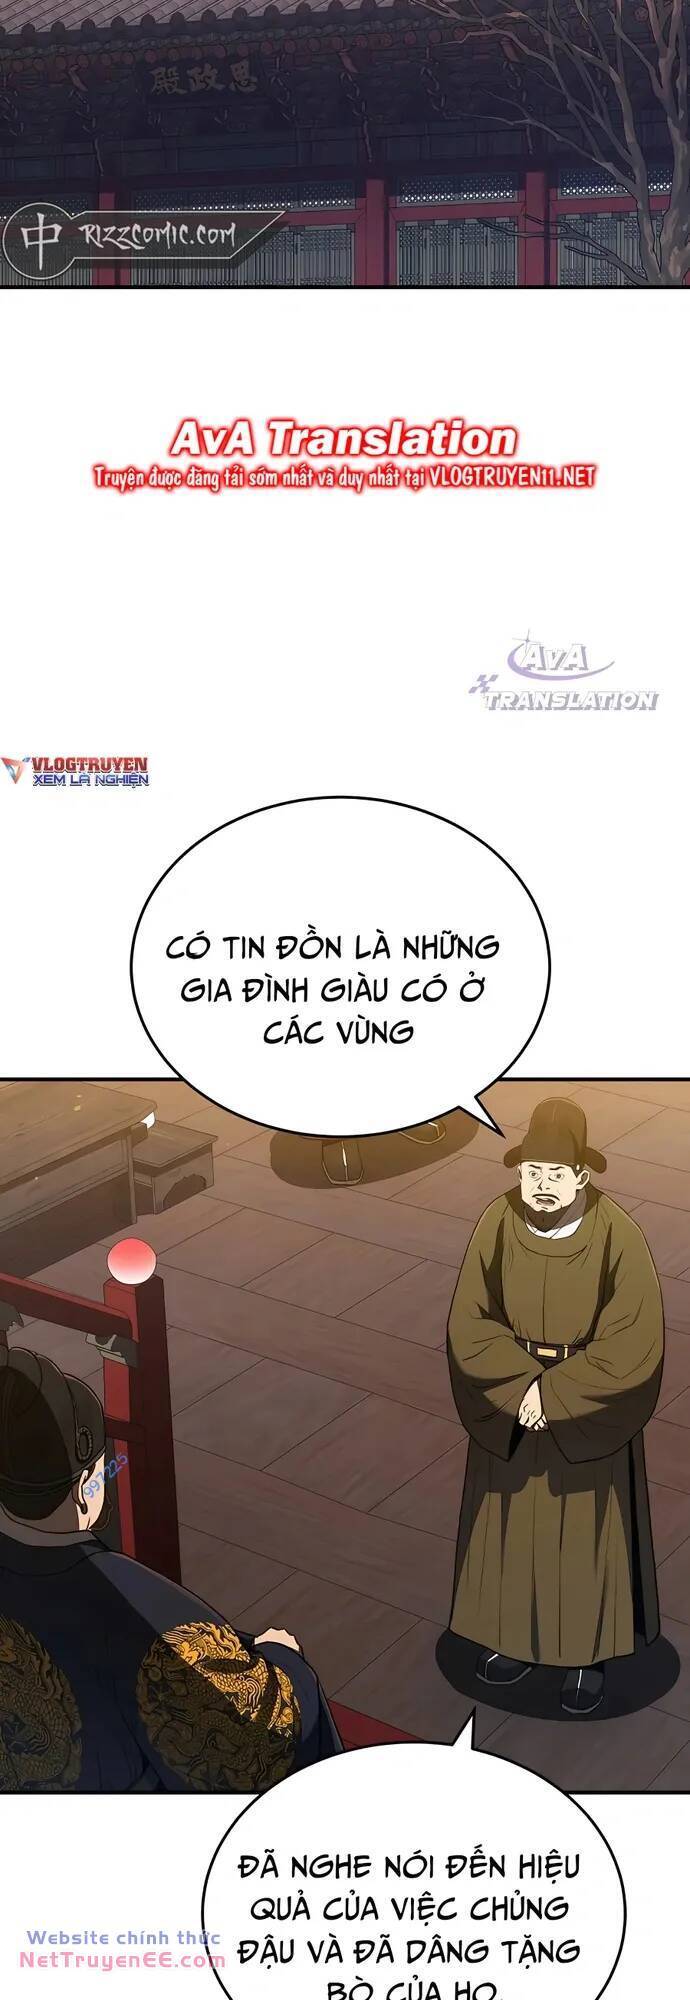 殿政思
中 RIZZCOMIC.COM
AvA Translation
Truyện được đăng tải sớm nhất và duy nhất tại VLOGTRUYEN11.NET
AVA
TRANSLATION
VLOGTRUYEN
XEM LÀ NGHIỆN
CÓ TIN ĐỒN LÀ NHỮNG
GIA ĐÌNH GIÀU CÓ Ở
CÁC VÙNG
997225
ĐÃ NGHE NÓI ĐẾN HIỆU
QUẢ CỦA VIỆC CHỦNG
ĐẬU VÀ ĐÃ DÂNG TẶNG
BÒ CỦA HỌ.
Website chính thức
NetTruyenEE.com